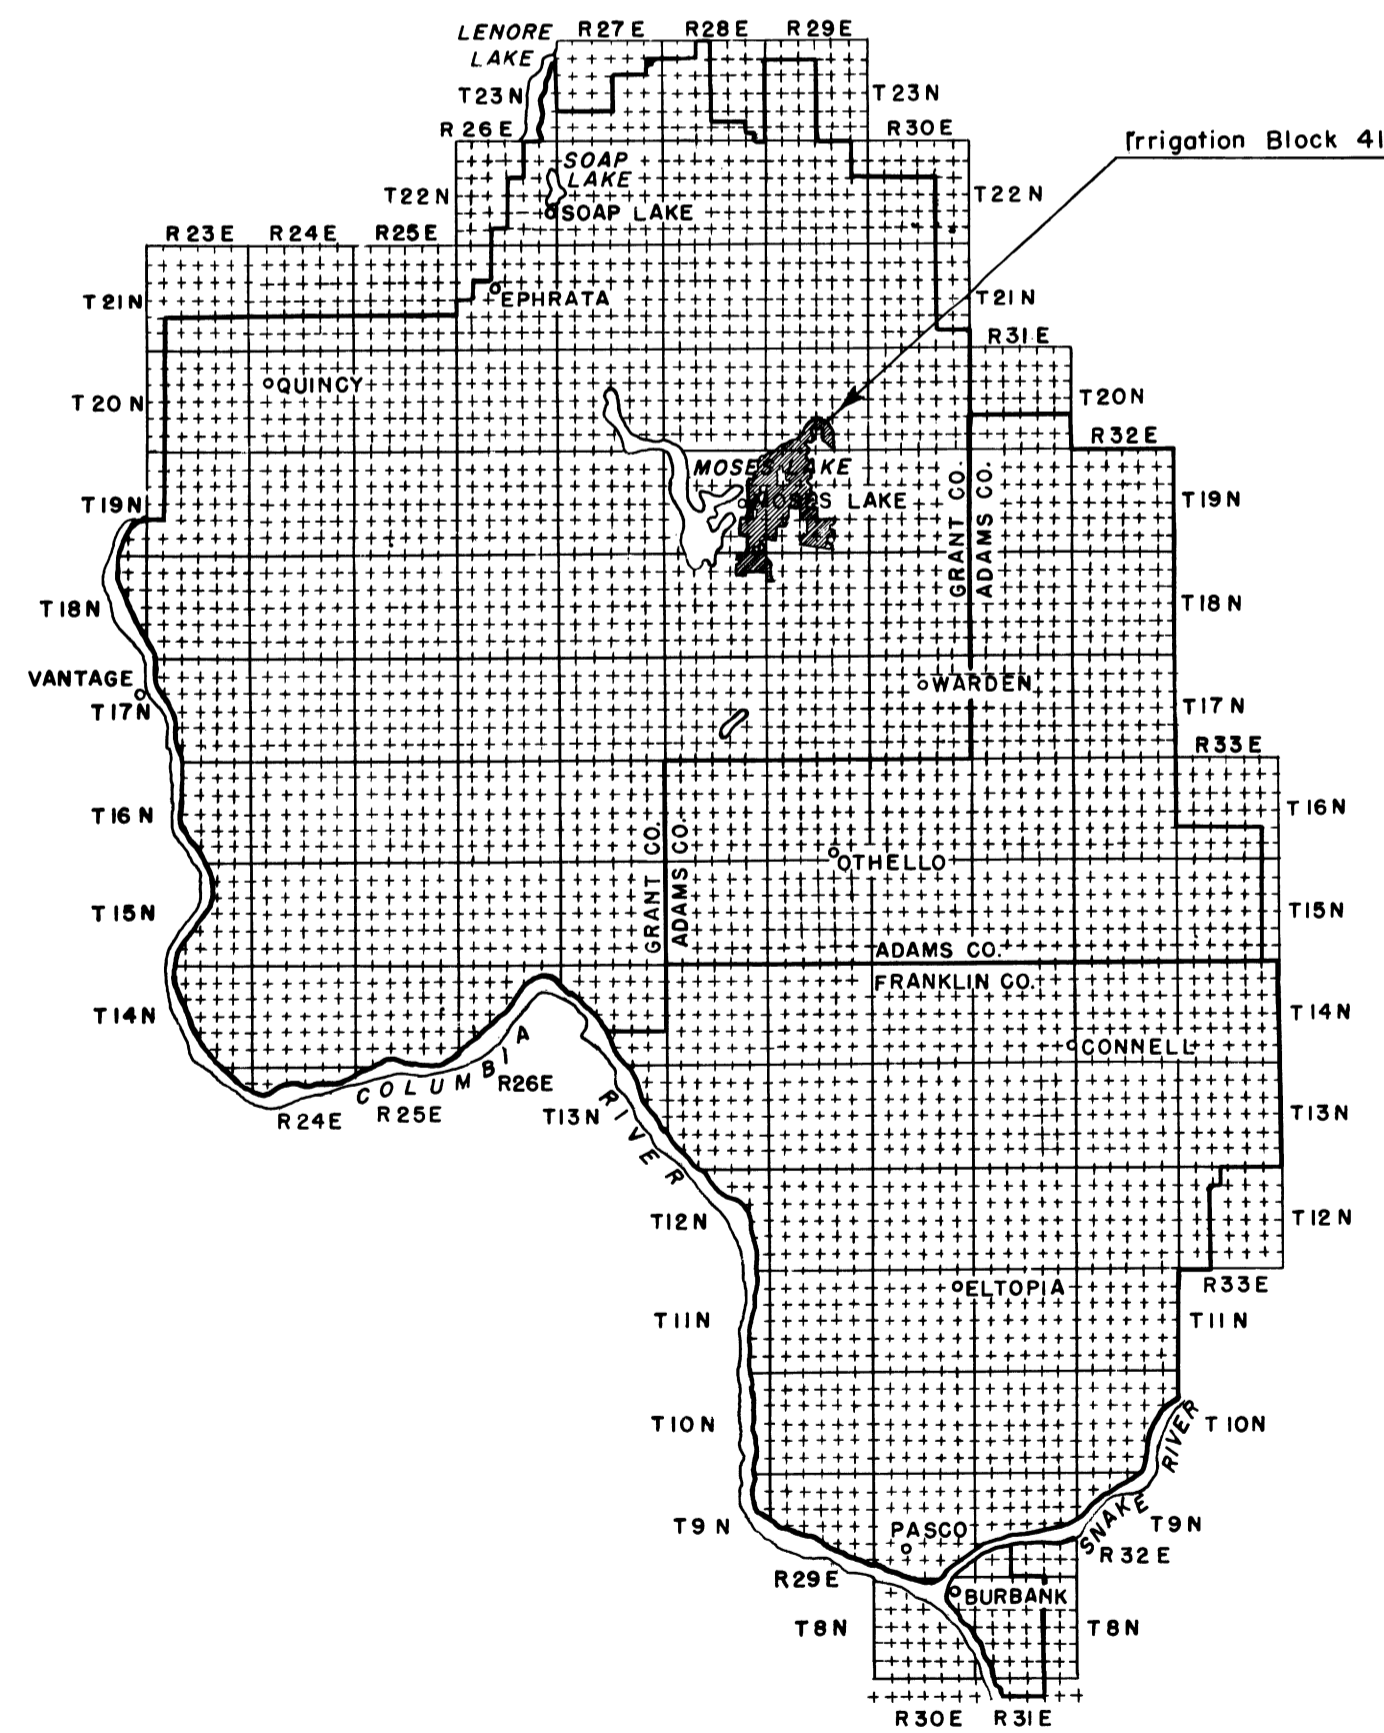 LENORE
LAKE
R27E R28E R29E
T23N T23N
R26E R30E
Irrigation Block 41
SOAP
LAKE
T22N T22N
SOAP LAKE
R23E R24E R25E
T21N T21N
EPHRATA
R31E
QUINCY
T20N T20N
R32E
MOSES LAKE
MOSES LAKE
T19N T19N
GRANT CO.
ADAMS CO.
T18N T18N
VANTAGE
WARDEN
T17N T17N
R33E
T16N T16N
GRANT CO.
ADAMS CO.
OTHELLO
T15N T15N
ADAMS CO.
FRANKLIN CO.
T14N T14N
CONNELL
COLUMBIA
RIVER
R24E R25E R26E
T13N T13N
T12N T12N
ELTOPIA
R33E
T11N T11N
T10N T10N
SNAKE RIVER
T9N T9N
PASCO
R32E
R29E
BURBANK
T8N T8N
R30E R31E